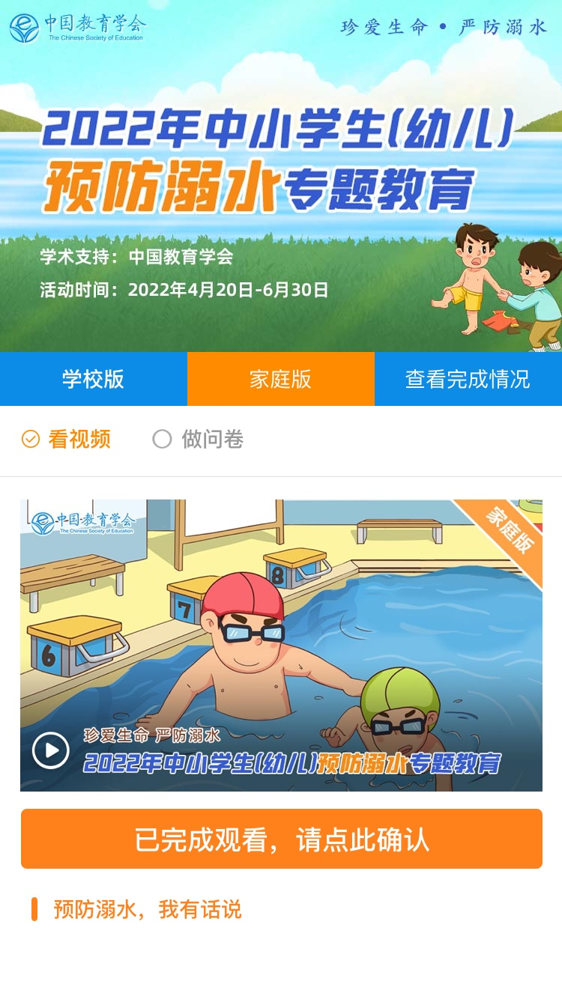 中国教育学会
The Chinese Society of Education
珍爱生命·严防溺水
2022年中小学生(幼儿)
预防溺水专题教育
学术支持：中国教育学会
活动时间：2022年4月20日-6月30日
学校版 家庭版 查看完成情况
看视频 做问卷
中国教育学会
The Chinese Society of Education
家庭版
8
7
6
珍爱生命 严防溺水
2022年中小学生(幼儿)预防溺水专题教育
已完成观看，请点此确认
预防溺水，我有话说